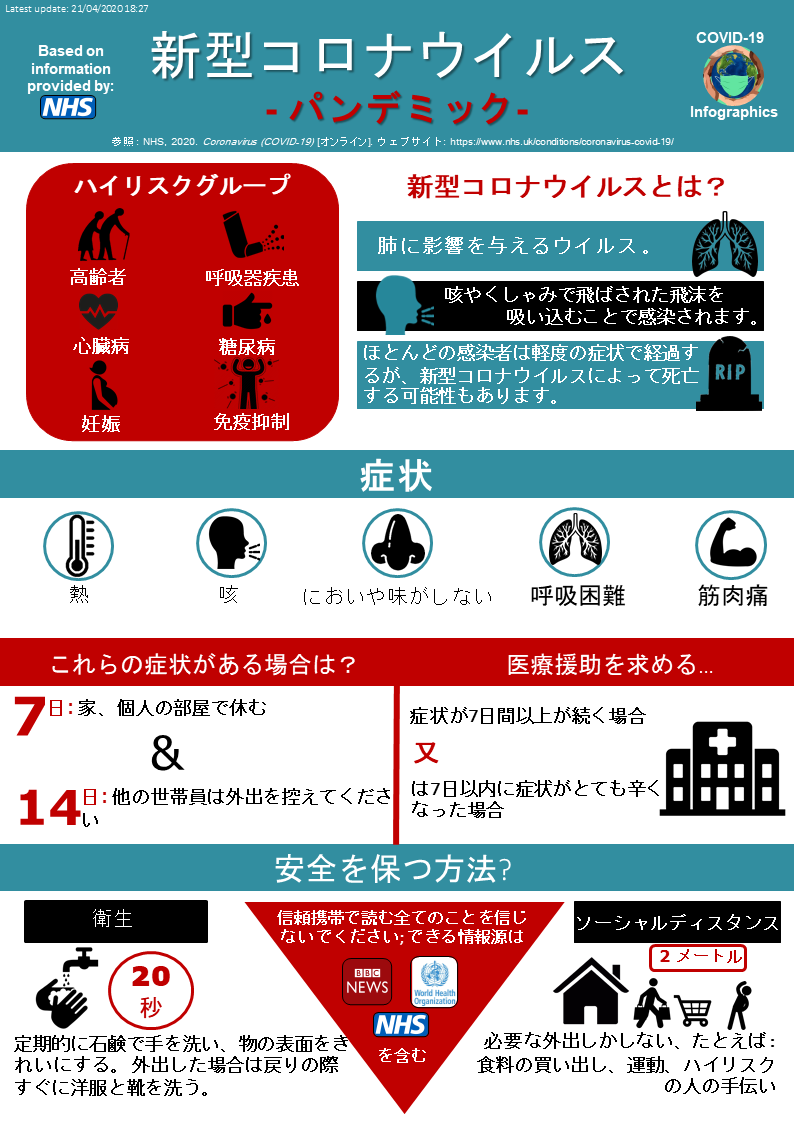 Latest update: 21/04/2020 18:27
Based on
information
provided by:
NHS
新型コロナウイルス
- パンデミック-
COVID-19
Infographics
参照: NHS, 2020. Coronavirus (COVID-19) [オンライン]. ウェブサイト: https://www.nhs.uk/conditions/coronavirus-covid-19/
ハイリスクグループ
高齢者
呼吸器疾患
心臓病
糖尿病
妊娠
免疫抑制
新型コロナウイルスとは？
肺に影響を与えるウイルス。
咳やくしゃみで飛ばされた飛沫を
吸い込むことで感染されます。
ほとんどの感染者は軽度の症状で経過す
るが、新型コロナウイルスによって死亡
する可能性もあります。
RIP
症状
熱
咳
においや味がしない
呼吸困難
筋肉痛
これらの症状がある場合は？
7日：家、個人の部屋で休む
&
14日：他の世帯員は外出を控えてくださ
い
医療援助を求める...
症状が7日間以上が続く場合
又
は7日以内に症状がとても辛く
なった場合
安全を保つ方法?
衛生
20
秒
定期的に石鹸で手を洗い、物の表面をき
れいにする。 外出した場合は戻りの際
すぐに洋服と靴を洗う。
信頼携帯で読む全てのことを信じ
ないでください; できる情報源は
BBC
NEWS
World Health
Organization
NHS
を含む
ソーシャルディスタンス
2 メートル
必要な外出しかしない、たとえば：
食料の買い出し、運動、ハイリスク
の人の手伝い